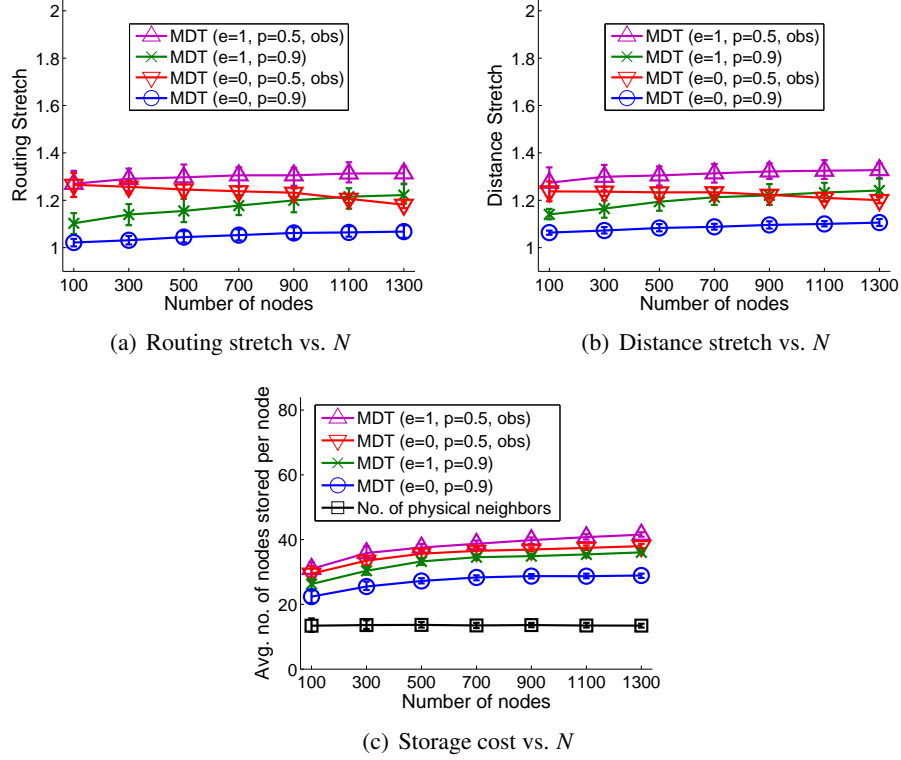 2
1.8
1.6
1.4
1.2
1
Routing Stretch
MDT (e=1, p=0.5, obs)
MDT (e=1, p=0.9)
MDT (e=0, p=0.5, obs)
MDT (e=0, p=0.9)
100 300 500 700 900 1100 1300
Number of nodes
(a) Routing stretch vs. N
2
1.8
1.6
1.4
1.2
1
Distance Stretch
MDT (e=1, p=0.5, obs)
MDT (e=1, p=0.9)
MDT (e=0, p=0.5, obs)
MDT (e=0, p=0.9)
100 300 500 700 900 1100 1300
Number of nodes
(b) Distance stretch vs. N
80
60
40
20
0
Avg. no. of nodes stored per node
MDT (e=1, p=0.5, obs)
MDT (e=0, p=0.5, obs)
MDT (e=1, p=0.9)
MDT (e=0, p=0.9)
No. of physical neighbors
100 300 500 700 900 1100 1300
Number of nodes
(c) Storage cost vs. N